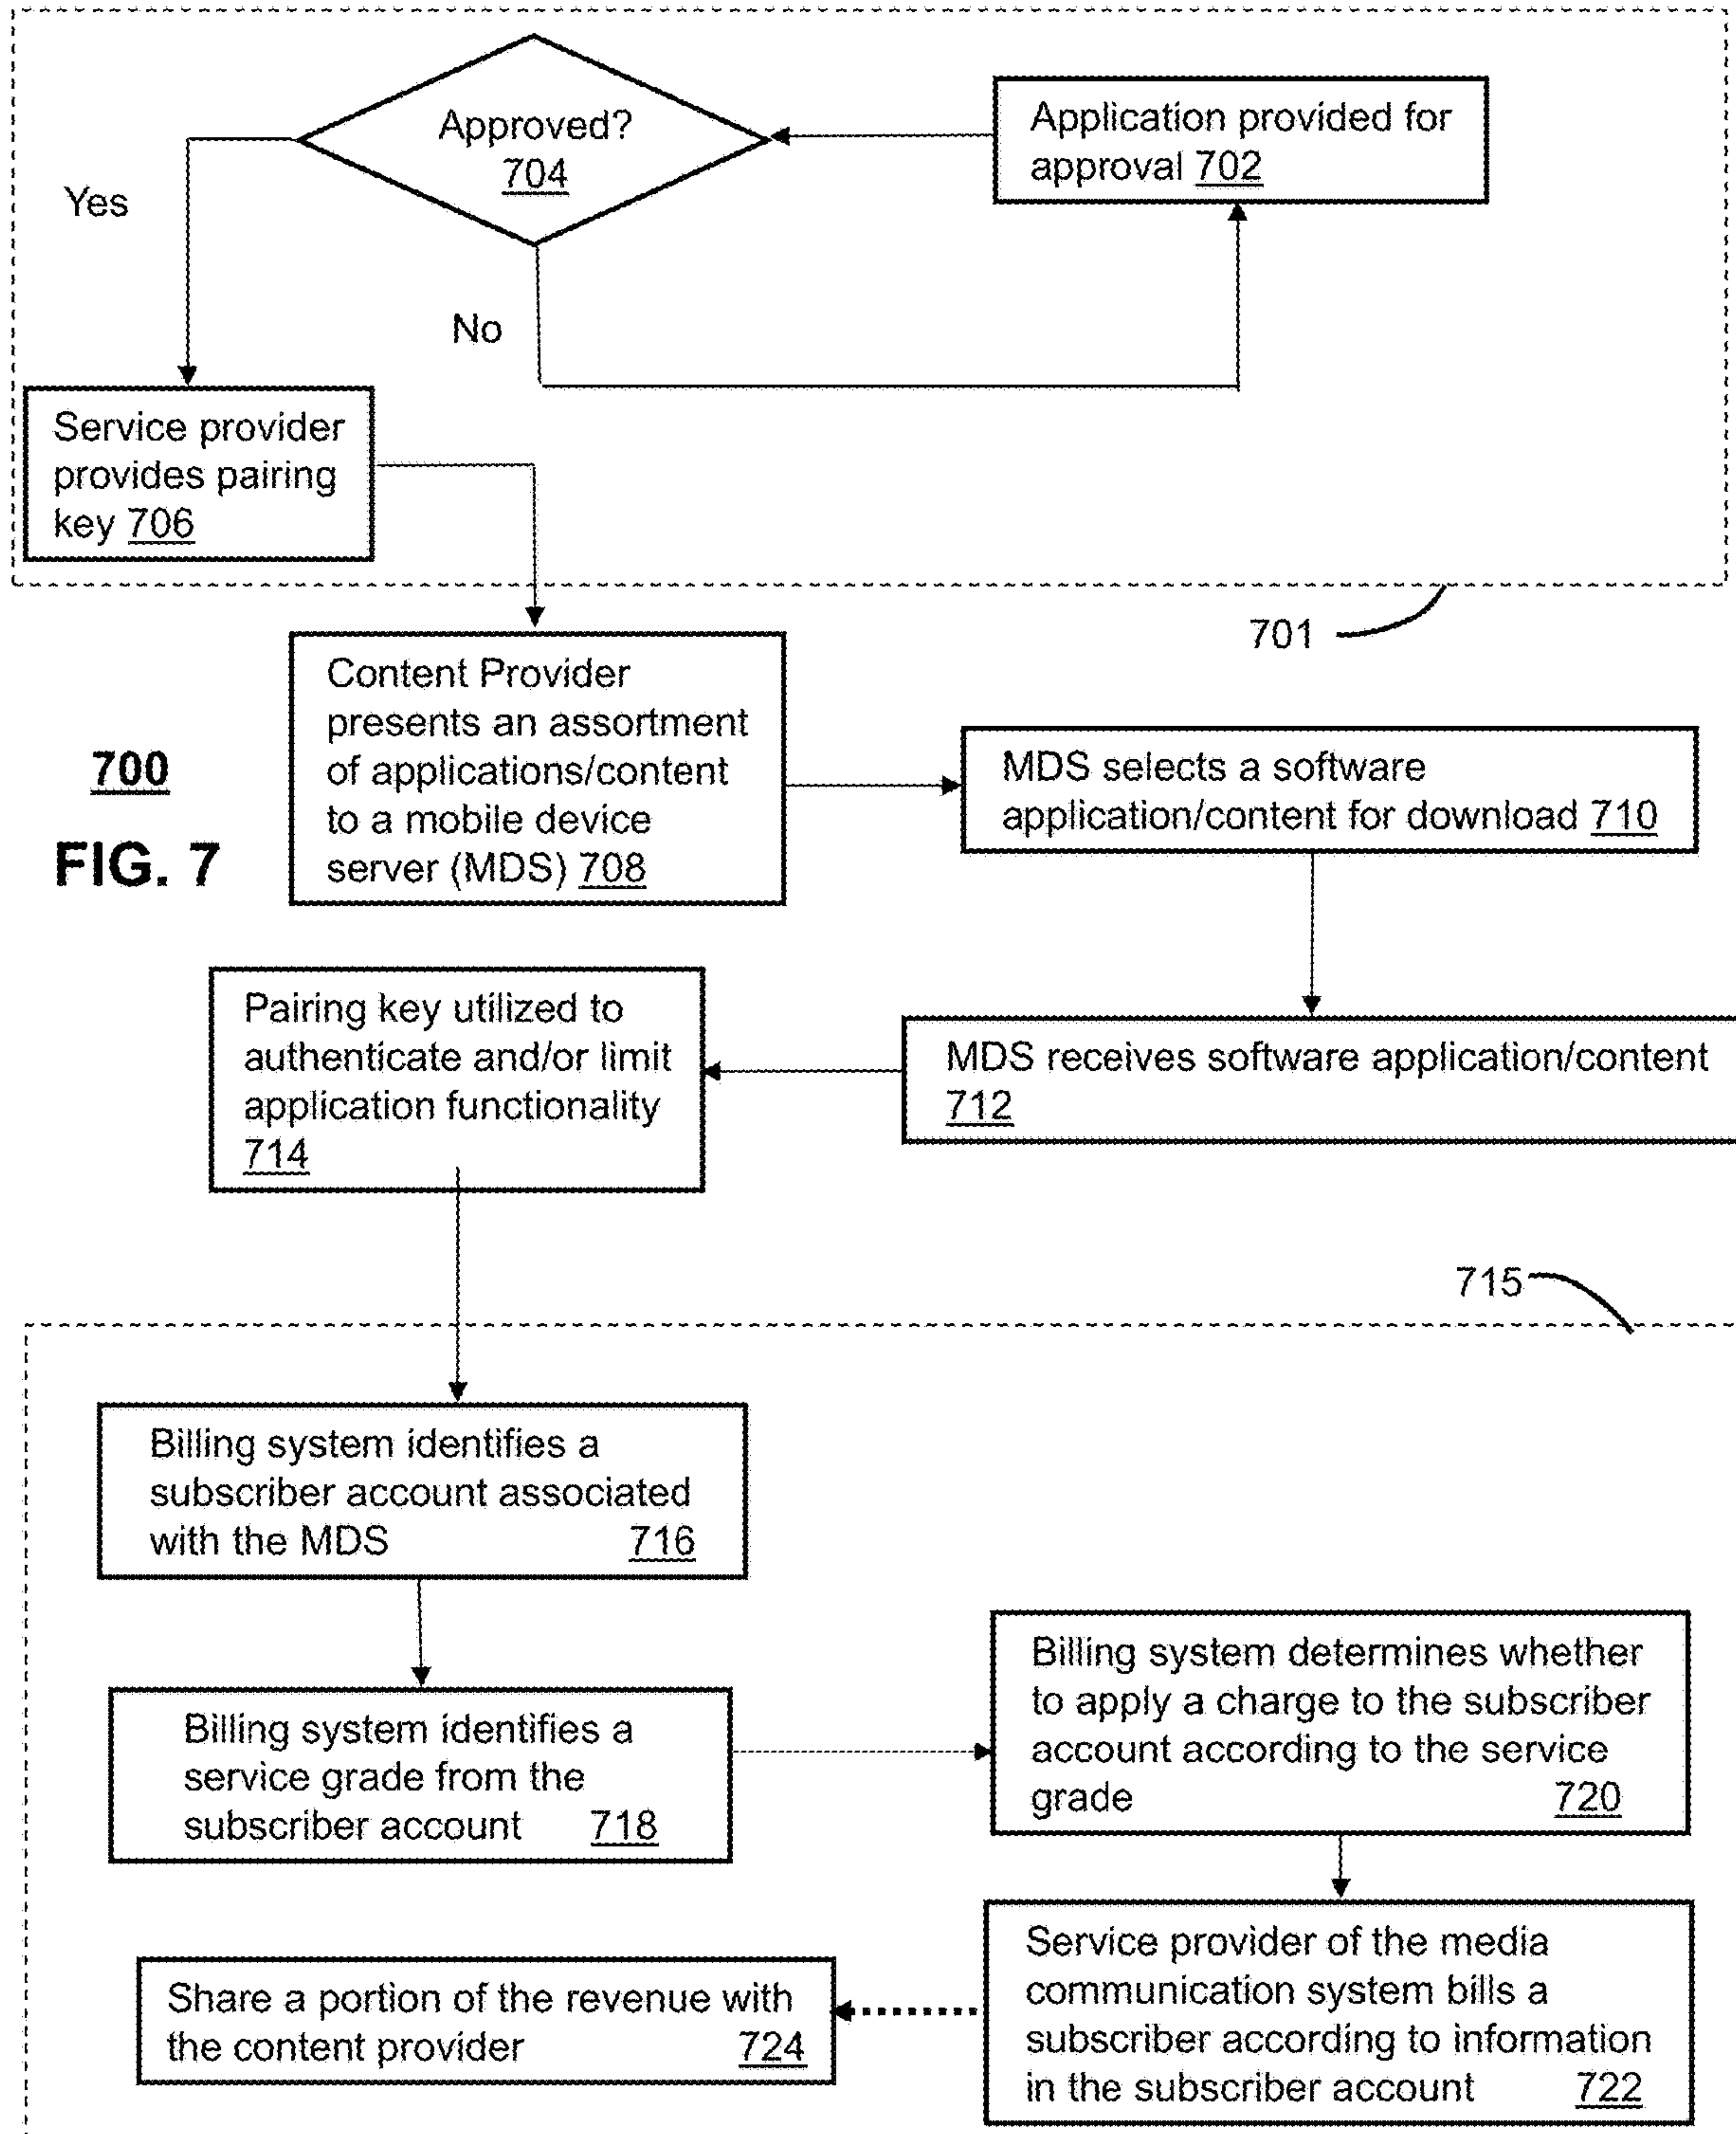 Approved?
704
Application provided for
approval 702
Yes
No
Service provider
provides pairing
key 706
701
Content Provider
presents an assortment
of applications/content
to a mobile device
server (MDS) 708
700
FIG. 7
MDS selects a software
application/content for download 710
MDS receives software application/content
712
Pairing key utilized to
authenticate and/or limit
application functionality
714
715
Billing system identifies a
subscriber account associated
with the MDS 716
Billing system identifies a
service grade from the
subscriber account 718
Billing system determines whether
to apply a charge to the subscriber
account according to the service
grade 720
Service provider of the media
communication system bills a
subscriber according to information
in the subscriber account 722
Share a portion of the revenue with
the content provider 724